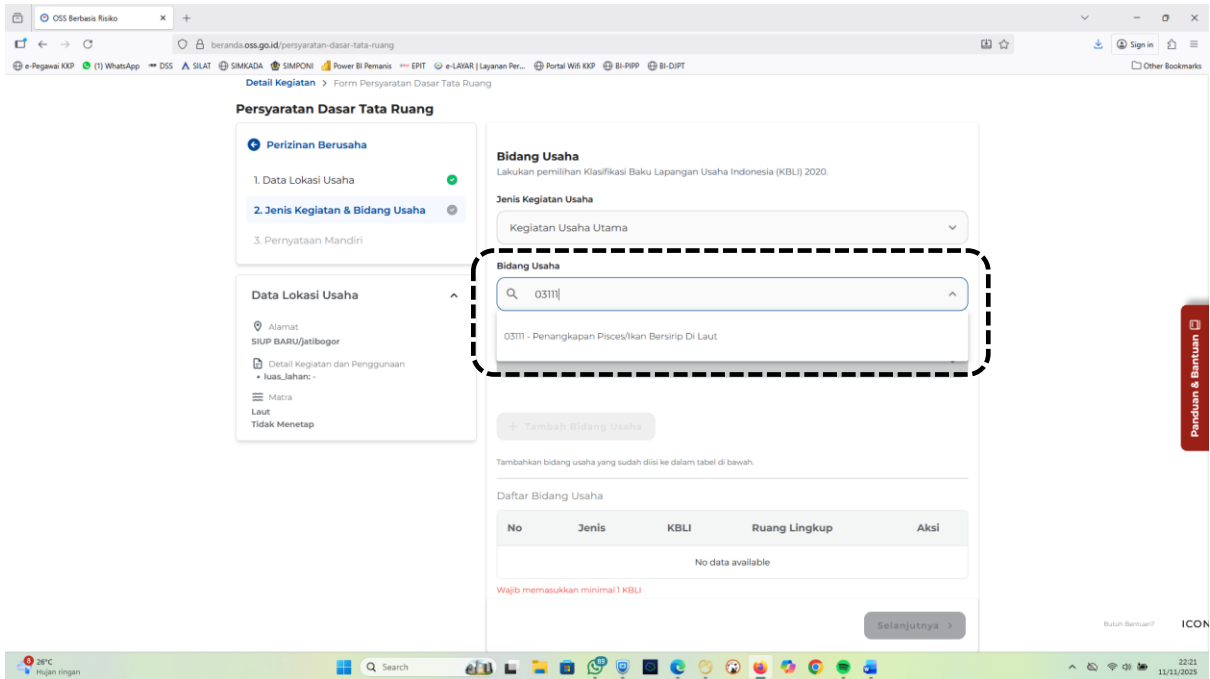 OSS Berbasis Risiko
beranda.oss.go.id/persyaratan-dasar-tata-ruang
Sign in
e-Pegawai KKP (1) WhatsApp DSS SILAT SIMKADA SIMPONI Power BI Pemanis EPIT e-LAYAR | Layanan Per... Portal Wifi KKP BI-PIPP BI-DJPT Other Bookmarks
Detail Kegiatan > Form Persyaratan Dasar Tata Ruang
Persyaratan Dasar Tata Ruang
Perizinan Berusaha
1. Data Lokasi Usaha
2. Jenis Kegiatan & Bidang Usaha
3. Pernyataan Mandiri
Data Lokasi Usaha
Alamat
SIUP BARU/jatibogor
Detail Kegiatan dan Penggunaan
• luas_lahan: -
Matra
Laut
Tidak Menetap
Bidang Usaha
Lakukan pemilihan Klasifikasi Baku Lapangan Usaha Indonesia (KBLI) 2020.
Jenis Kegiatan Usaha
Kegiatan Usaha Utama
Bidang Usaha
03111
03111 - Penangkapan Pisces/Ikan Bersirip Di Laut
+ Tambah Bidang Usaha
Tambahkan bidang usaha yang sudah diisi ke dalam tabel di bawah.
Daftar Bidang Usaha
No Jenis KBLI Ruang Lingkup Aksi
No data available
Wajib memasukkan minimal 1 KBLI
Selanjutnya >
Panduan & Bantuan
Butuh Bantuan?
ICON
8
26°C
Hujan ringan
Search
22:21
11/11/2025